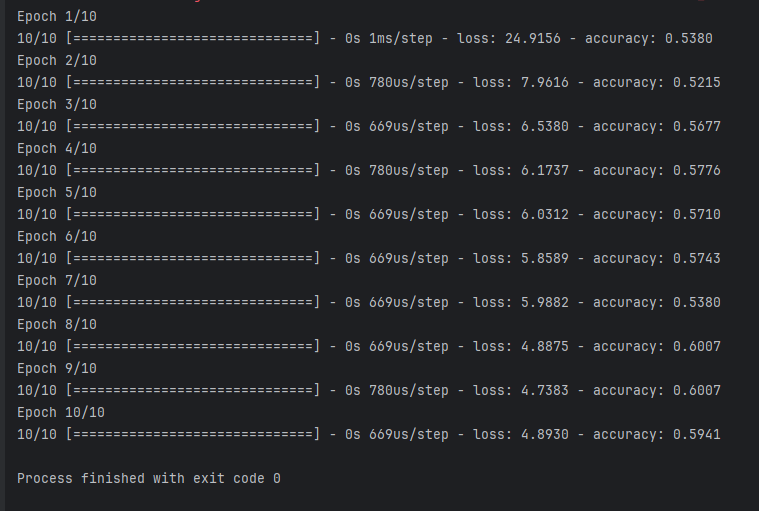 Epoch 1/10
10/10 [==============================] - 0s 1ms/step - loss: 24.9156 - accuracy: 0.5380
Epoch 2/10
10/10 [==============================] - 0s 780us/step - loss: 7.9616 - accuracy: 0.5215
Epoch 3/10
10/10 [==============================] - 0s 669us/step - loss: 6.5380 - accuracy: 0.5677
Epoch 4/10
10/10 [==============================] - 0s 780us/step - loss: 6.1737 - accuracy: 0.5776
Epoch 5/10
10/10 [==============================] - 0s 669us/step - loss: 6.0312 - accuracy: 0.5710
Epoch 6/10
10/10 [==============================] - 0s 669us/step - loss: 5.8589 - accuracy: 0.5743
Epoch 7/10
10/10 [==============================] - 0s 669us/step - loss: 5.9882 - accuracy: 0.5380
Epoch 8/10
10/10 [==============================] - 0s 669us/step - loss: 4.8875 - accuracy: 0.6007
Epoch 9/10
10/10 [==============================] - 0s 780us/step - loss: 4.7383 - accuracy: 0.6007
Epoch 10/10
10/10 [==============================] - 0s 669us/step - loss: 4.8930 - accuracy: 0.5941
Process finished with exit code 0